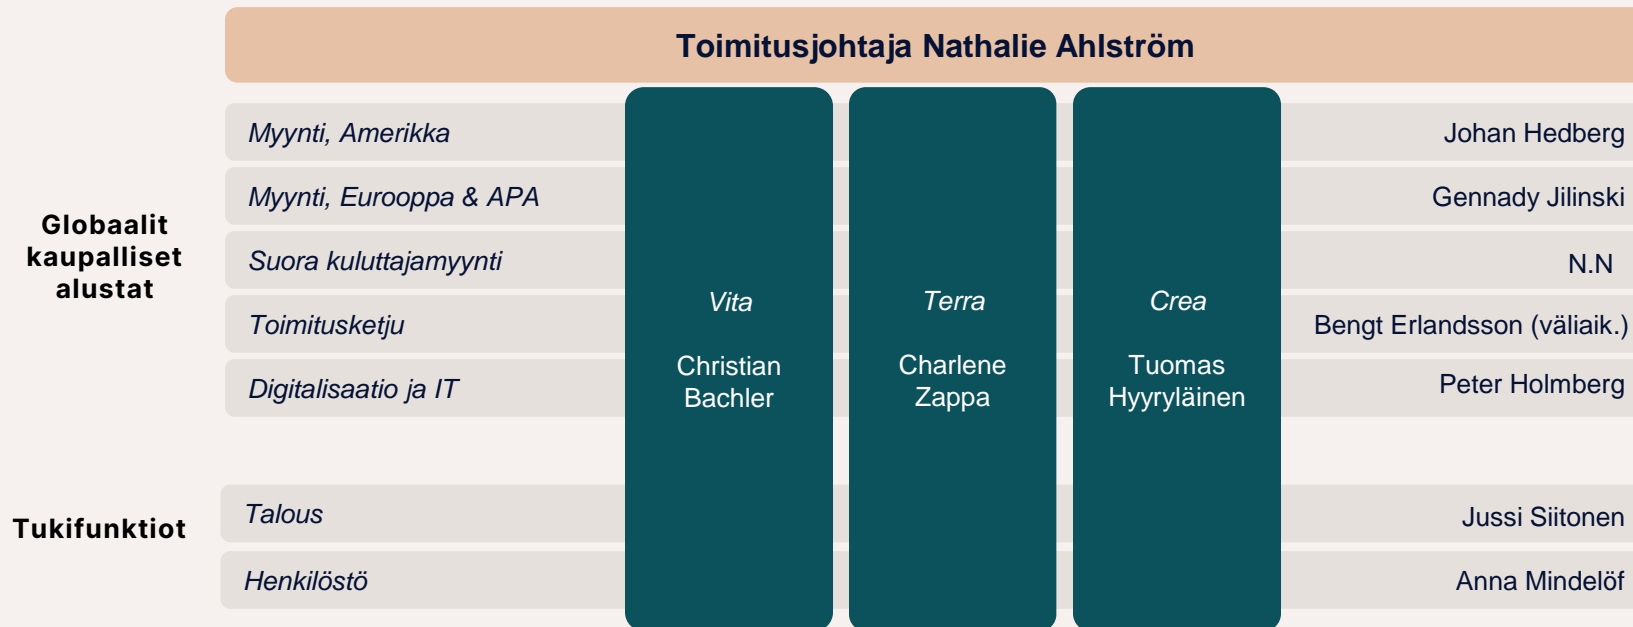 Toimitusjohtaja Nathalie Ahlström
Globaalit
kaupalliset
alustat
Myynti, Amerikka
Johan Hedberg
Myynti, Eurooppa & APA
Gennady Jilinski
Suora kuluttajamyynti
N.N
Toimitusketju
Bengt Erlandsson (väliaik.)
Digitalisaatio ja IT
Peter Holmberg
Vita
Christian
Bachler
Terra
Charlene
Zappa
Crea
Tuomas
Hyyryläinen
Tukifunktiot
Talous
Jussi Siitonen
Henkilöstö
Anna Mindelöf